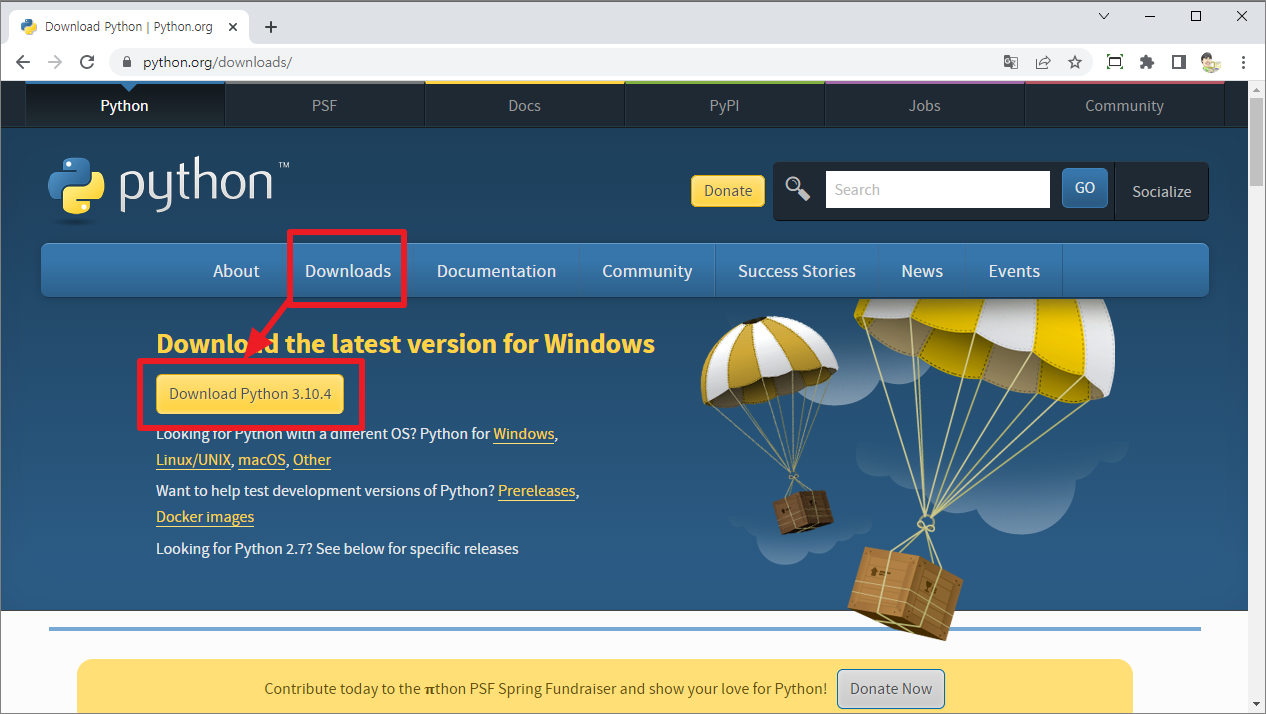 Download Python | Python.org
python.org/downloads/
Python PSF Docs PyPI Jobs Community
python™
Donate Search GO Socialize
About Downloads Documentation Community Success Stories News Events
Download the latest version for Windows
Download Python 3.10.4
Looking for Python with a different OS? Python for Windows,
Linux/UNIX, macOS, Other
Want to help test development versions of Python? Prereleases,
Docker images
Looking for Python 2.7? See below for specific releases
Contribute today to the πthon PSF Spring Fundraiser and show your love for Python! Donate Now